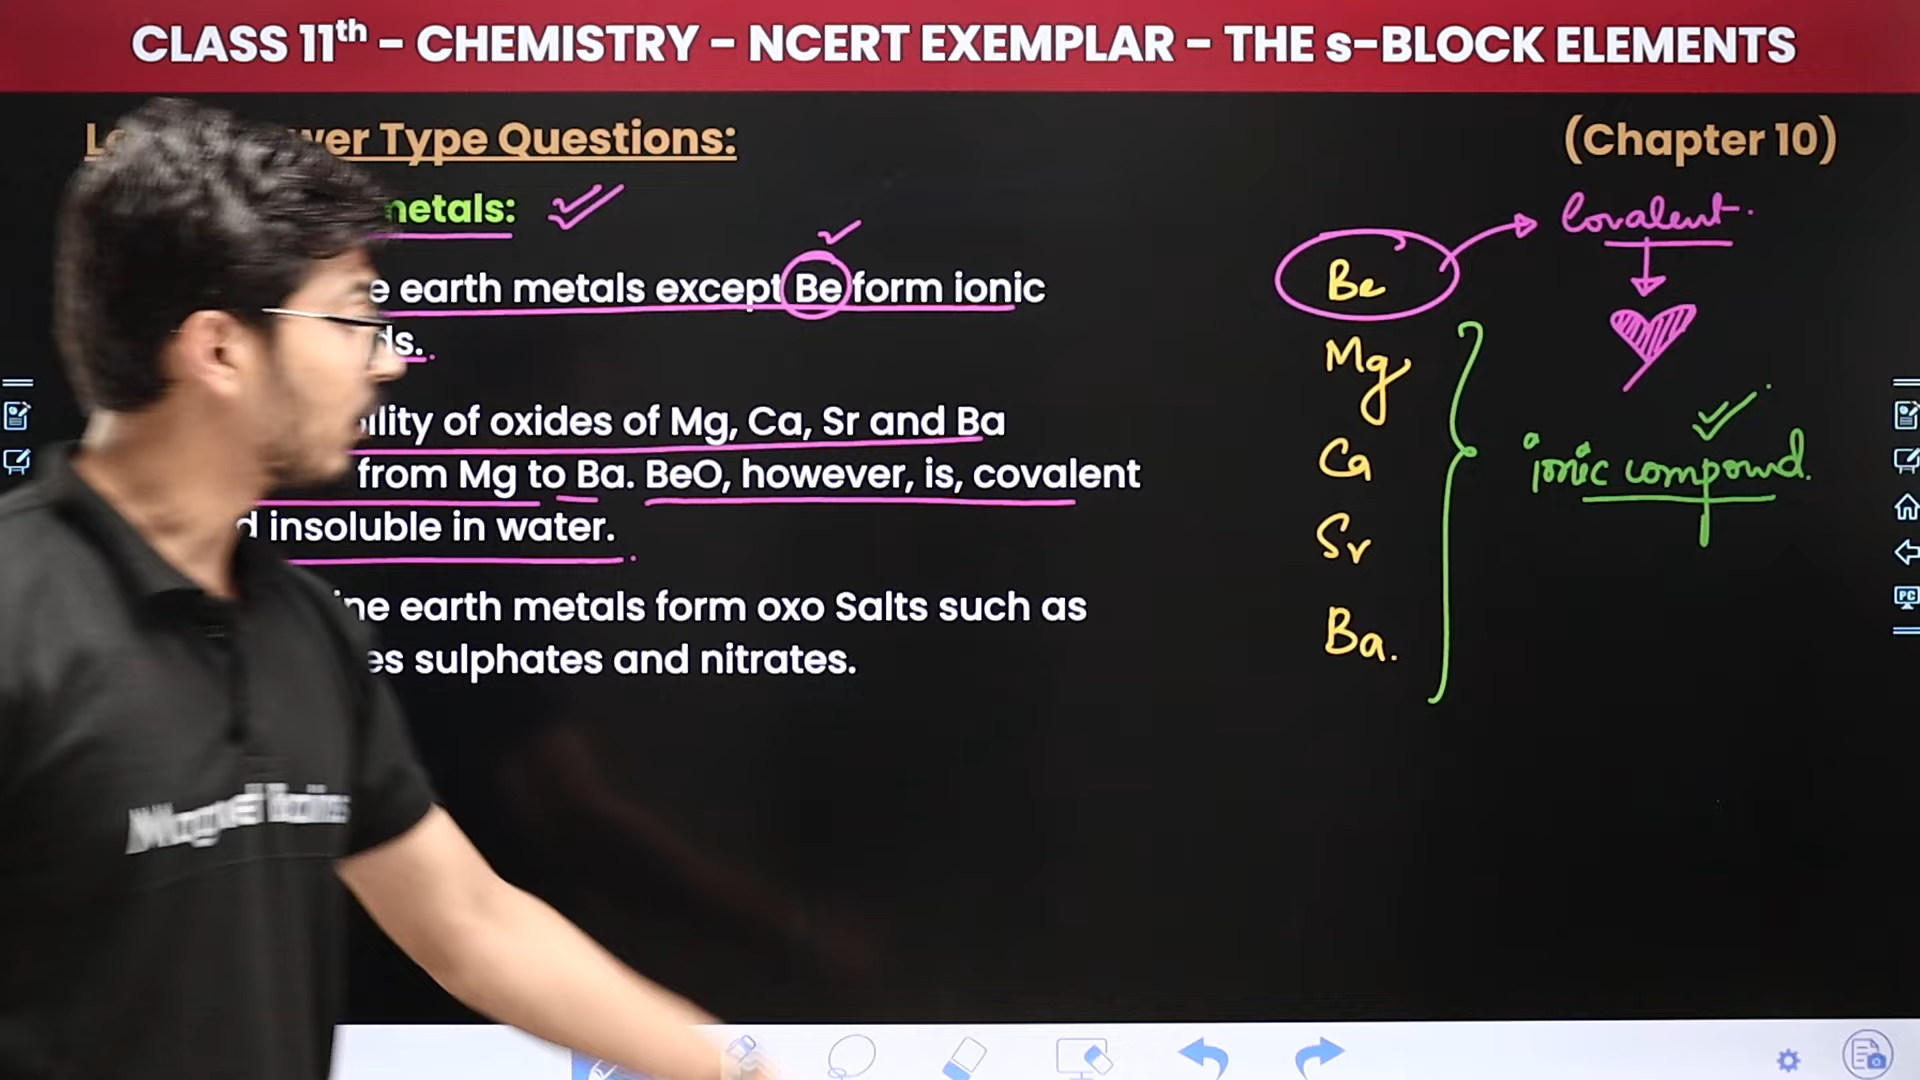 CLASS 11th - CHEMISTRY - NCERT EXEMPLAR - THE s-BLOCK ELEMENTS
Type Questions:
(Chapter 10)
metals:
Covalent.
earth metals except Be form ionic
Be
Mg
ility of oxides of Mg, Ca, Sr and Ba
Ca
ionic compound.
from Mg to Ba. BeO, however, is, covalent
insoluble in water.
Sr
ine earth metals form oxo Salts such as
Ba.
es sulphates and nitrates.
PC